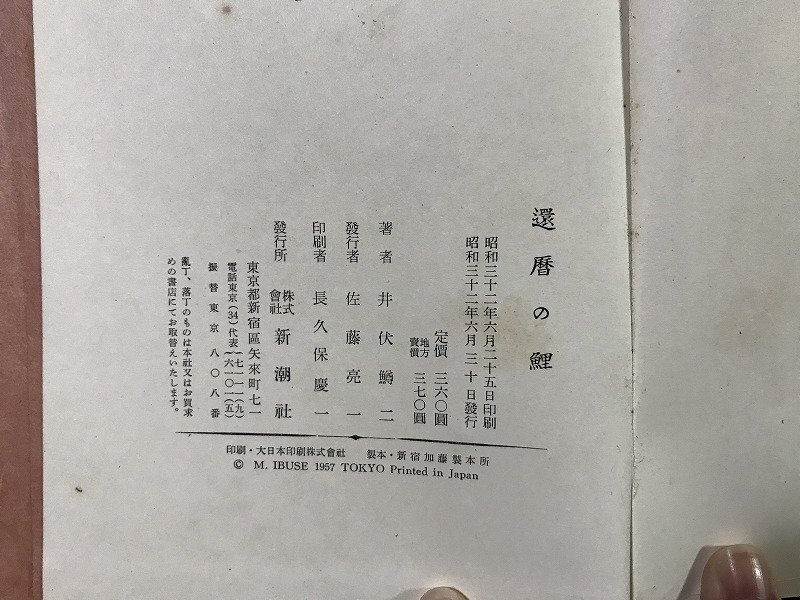 還暦の鯉
昭和三十二年六月二十五日印刷
昭和三十二年六月三十日發行
定價 三六〇圓
地方賣價 三七〇圓
著者 井伏鱒二
發行者 佐藤亮一
印刷者 長久保慶一
發行所 株式會社 新潮社
東京都新宿區矢來町七一
電話東京(34)代表(七一一一(九)
六一〇一(五)
振替東京 八〇八番
亂丁、落丁のものは本社又はお買求
めの書店にてお取替えいたします。
印刷・大日本印刷株式會社 製本・新宿加藤製本所
© M. IBUSE 1957 TOKYO Printed in Japan